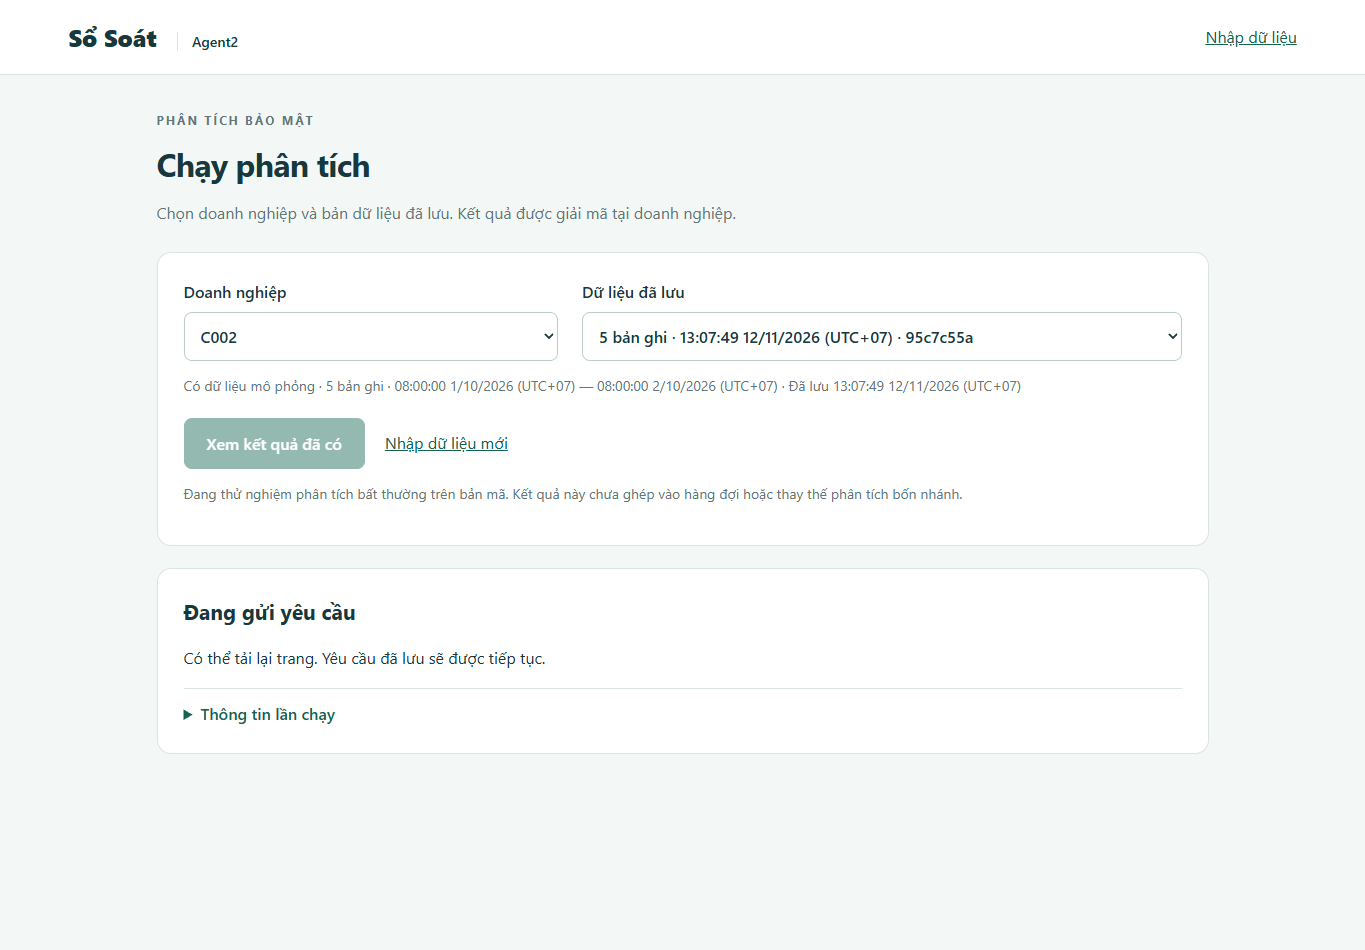 Sổ Soát
Agent2
Nhập dữ liệu
PHÂN TÍCH BẢO MẬT
Chạy phân tích
Chọn doanh nghiệp và bản dữ liệu đã lưu. Kết quả được giải mã tại doanh nghiệp.
Doanh nghiệp
Dữ liệu đã lưu
C002
5 bản ghi · 13:07:49 12/11/2026 (UTC+07) · 95c7c55a
Có dữ liệu mô phỏng · 5 bản ghi · 08:00:00 1/10/2026 (UTC+07) — 08:00:00 2/10/2026 (UTC+07) · Đã lưu 13:07:49 12/11/2026 (UTC+07)
Xem kết quả đã có
Nhập dữ liệu mới
Đang thử nghiệm phân tích bất thường trên bản mã. Kết quả này chưa ghép vào hàng đợi hoặc thay thế phân tích bốn nhánh.
Đang gửi yêu cầu
Có thể tải lại trang. Yêu cầu đã lưu sẽ được tiếp tục.
Thông tin lần chạy